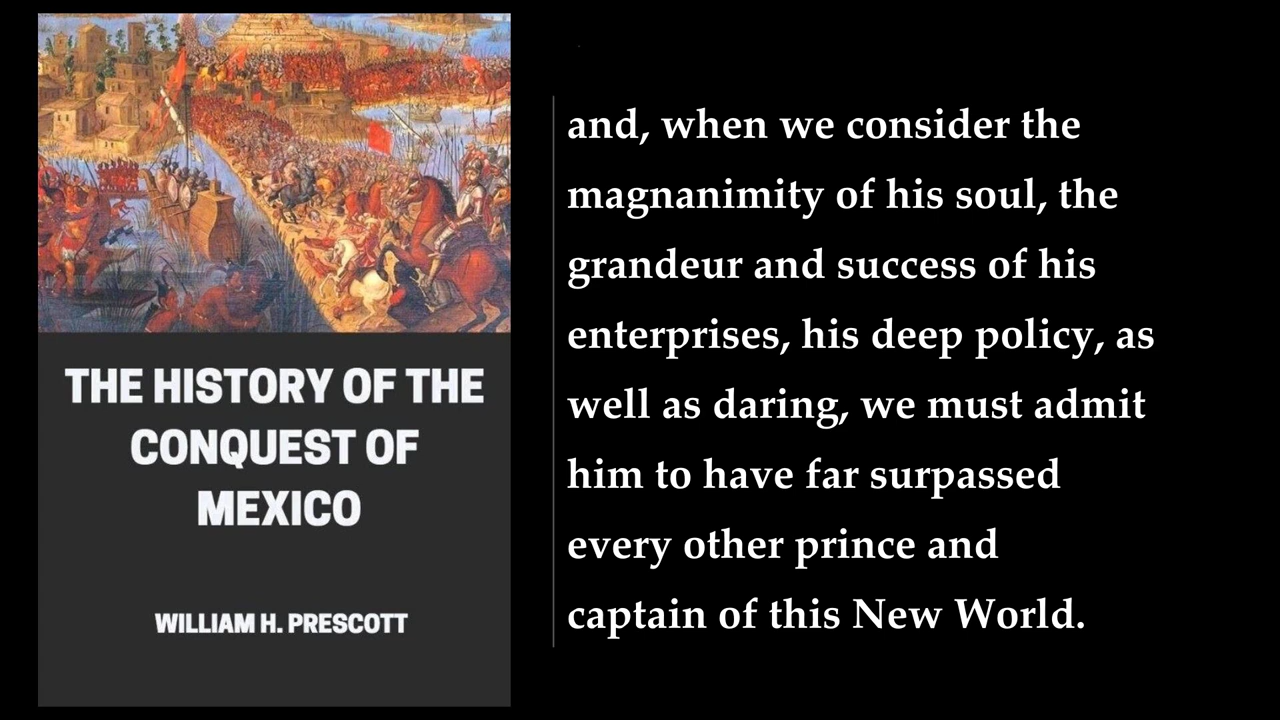 THE HISTORY OF THE
CONQUEST OF
MEXICO
WILLIAM H. PRESCOTT
and, when we consider the
magnanimity of his soul, the
grandeur and success of his
enterprises, his deep policy, as
well as daring, we must admit
him to have far surpassed
every other prince and
captain of this New World.